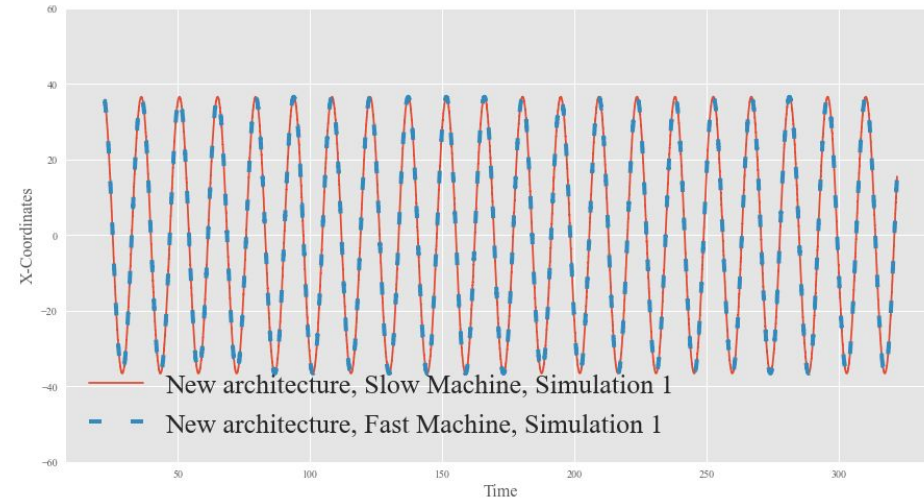 60
40
20
0
−20
−40
−60
X-Coordinates
New architecture, Slow Machine, Simulation 1
New architecture, Fast Machine, Simulation 1
50 100 150 200 250 300
Time